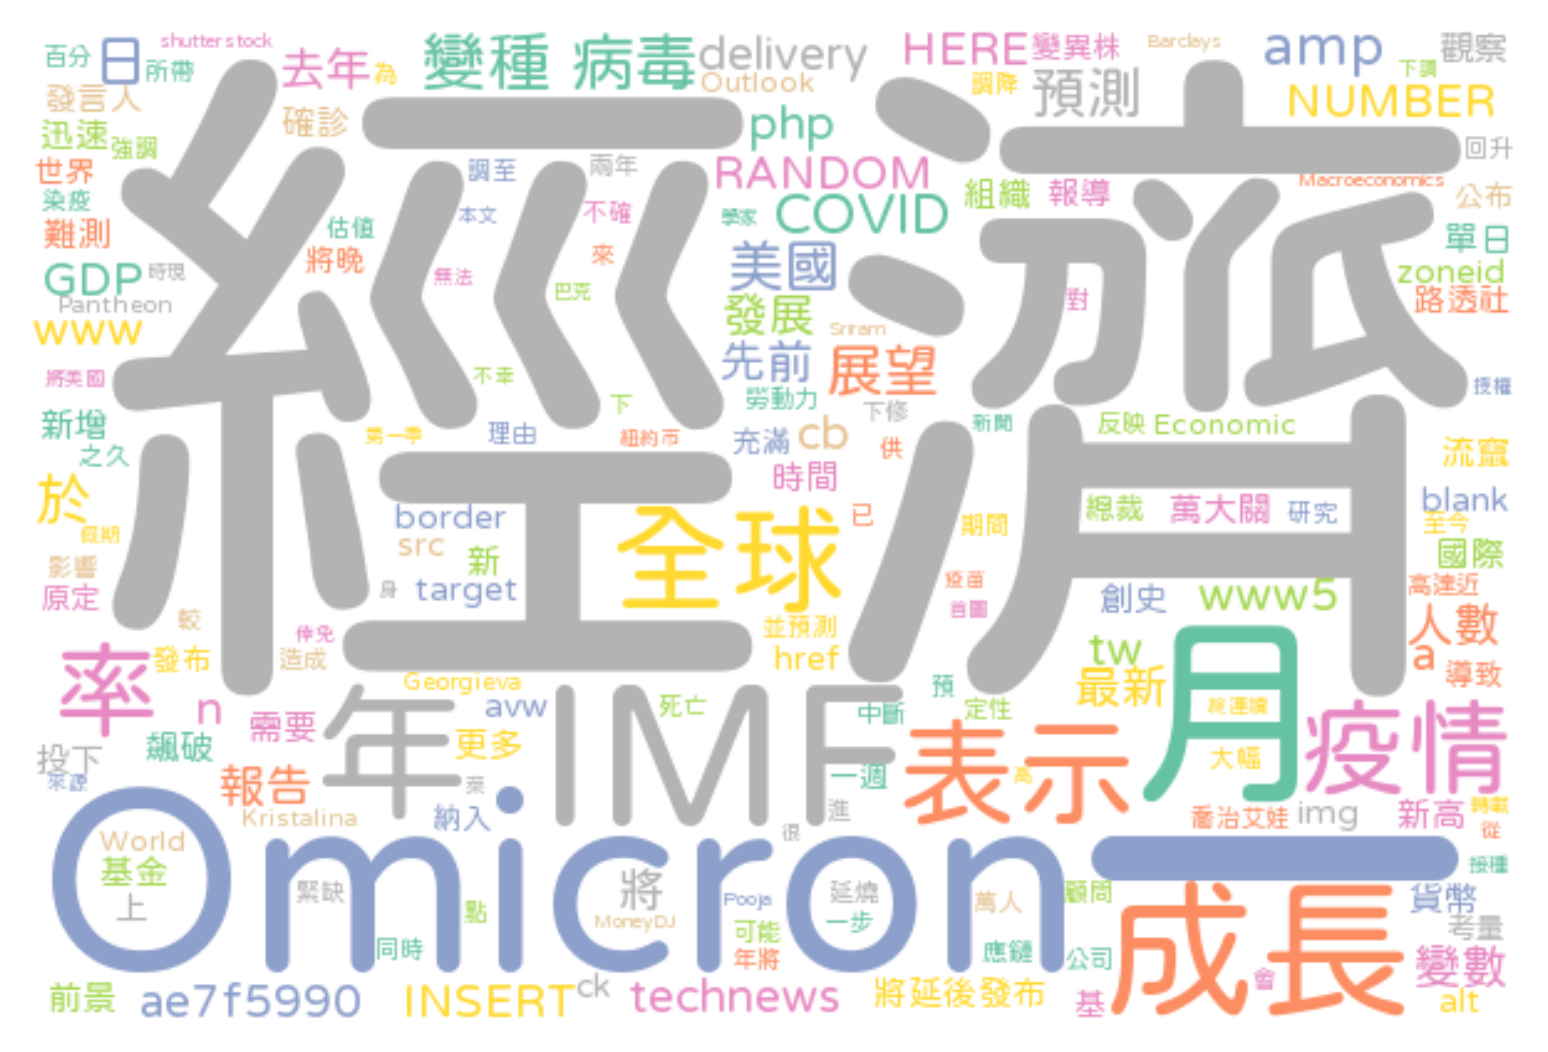 百分
日
所帶
shutterstock
去年
為
變種
病毒
delivery
Outlook
HERE
變異株
Barclays
amp
下調
觀察
發言人
確診
調降
預測
NUMBER
迅速
強調
php
經濟
回升
世界
調至
兩年
RANDOM
Macroeconomics
組織
報導
公布
染疫
估值
本文
不確
學家
COVID
難測
將晚
來
美國
單日
GDP
時現
無法
巴克
zoneid
Pantheon
發展
對
路透社
www
Sriram
先前
展望
將美國
不幸
勞動力
授權
新增
下
下修
新聞
反映
Economic
之久
第一季
理由
紐約市
充滿
cb
供
流竄
時間
於
border
全球
已
期間
總裁
萬大關
研究
blank
至今
假期
src
新
國際
影響
身
target
疫苗
高達近
原定
首圖
創史
www5
較
倖免
並預測
人數
率
發布
造成
href
tw
a
導致
Georgieva
預
最新
n
需要
年
avw
死亡
IMF
中斷
定性
月
總連續
疫情
投下
飆破
更多
一週
表示
大幅
來源
報告
萊
高
Kristalina
納入
進
喬治艾娃
img
新高
轉載
從
很
World
Omicron
一
接種
基金
上
緊缺
將
延燒
顧問
貨幣
Pooja
萬人
點
MoneyDJ
一步
成長
考量
同時
可能
應鏈
公司
年將
變數
會
前景
ae7f5990
INSERT
ck
technews
將延後發布
基
alt